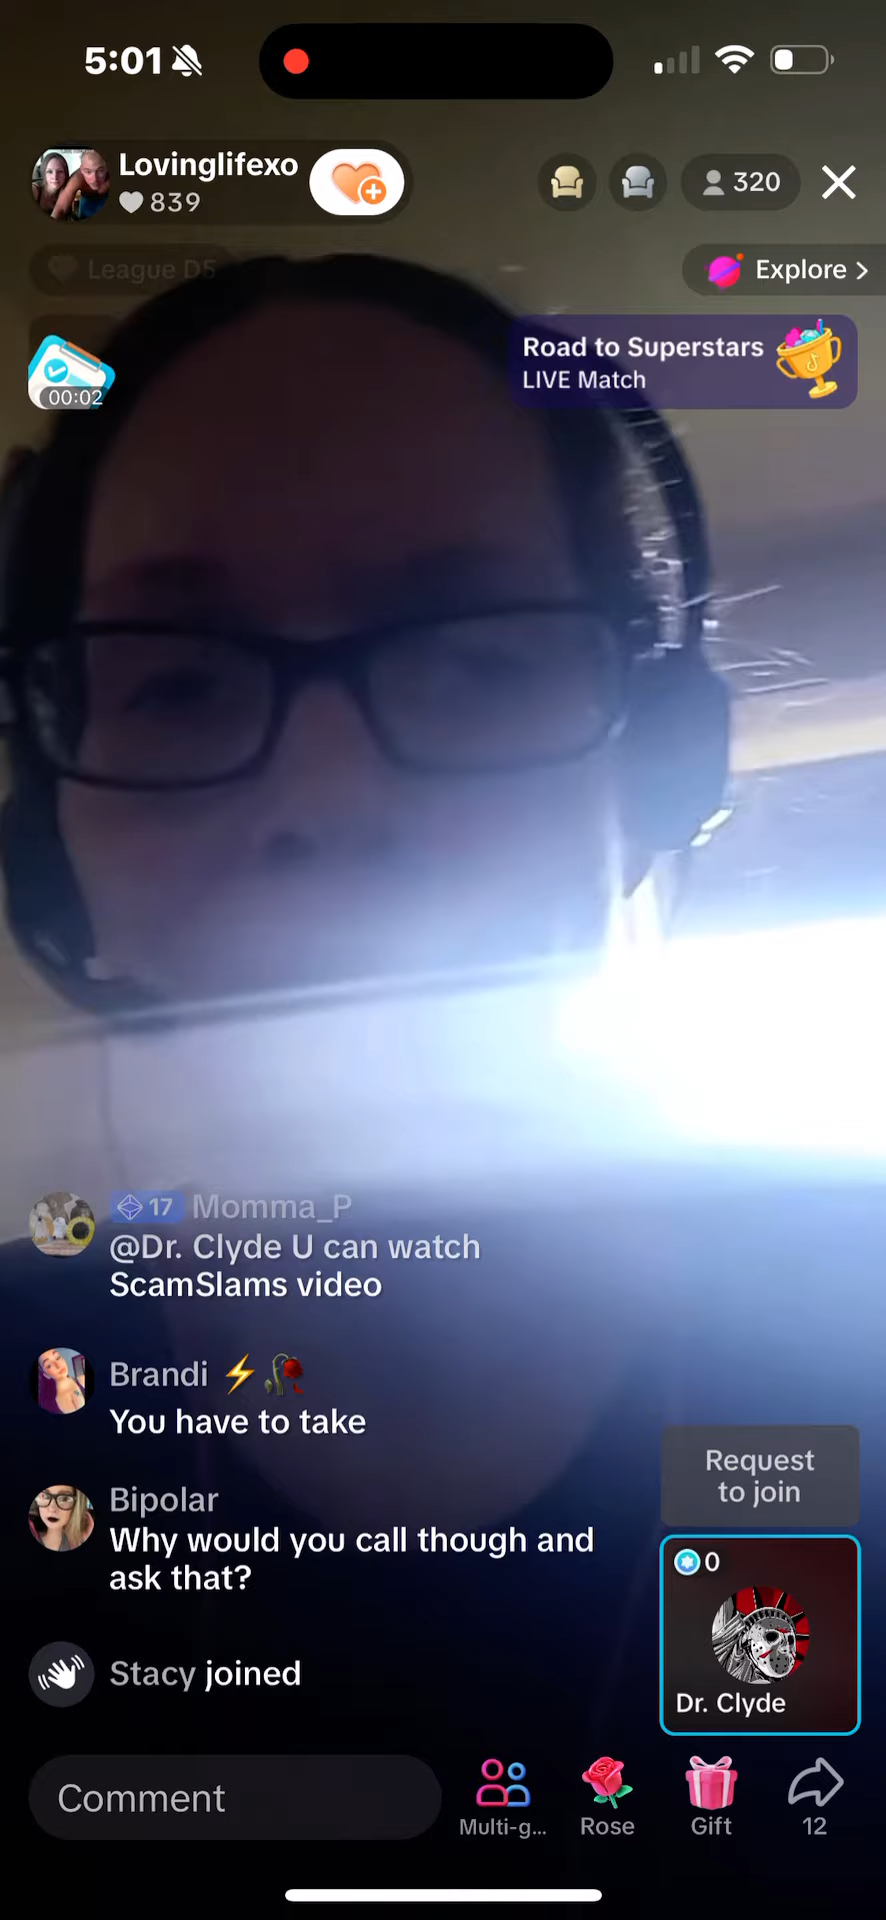 5:01
Lovinglifexo
839
320
League D5
Explore >
00:02
Road to Superstars
LIVE Match
17 Momma_P
@Dr. Clyde U can watch
ScamSlams video
Brandi ⚡🥀
You have to take
Bipolar
Why would you call though and
ask that?
Stacy joined
Request
to join
0
Dr. Clyde
Comment
Multi-g...
Rose
Gift
12